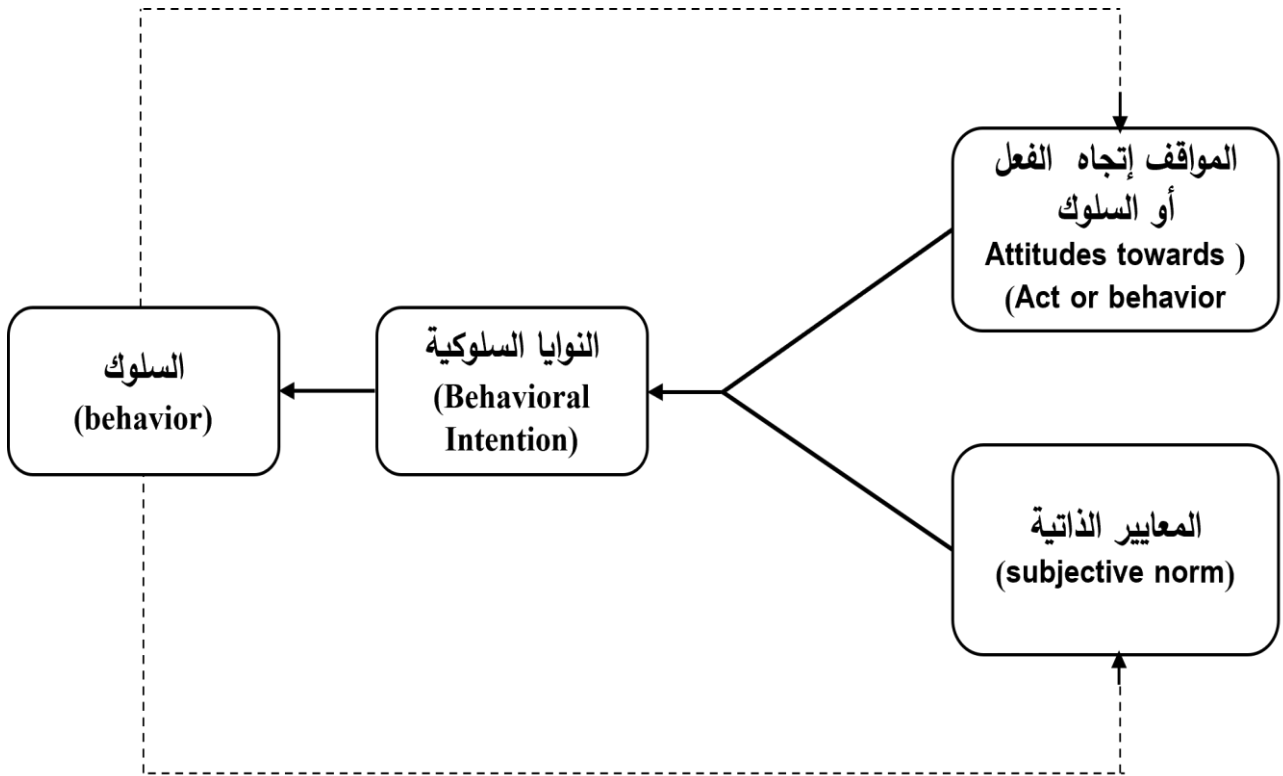 المواقف إتجاه الفعل
أو السلوك
Attitudes towards )
(Act or behavior
النوايا السلوكية
(Behavioral
Intention)
السلوك
(behavior)
المعايير الذاتية
(subjective norm)